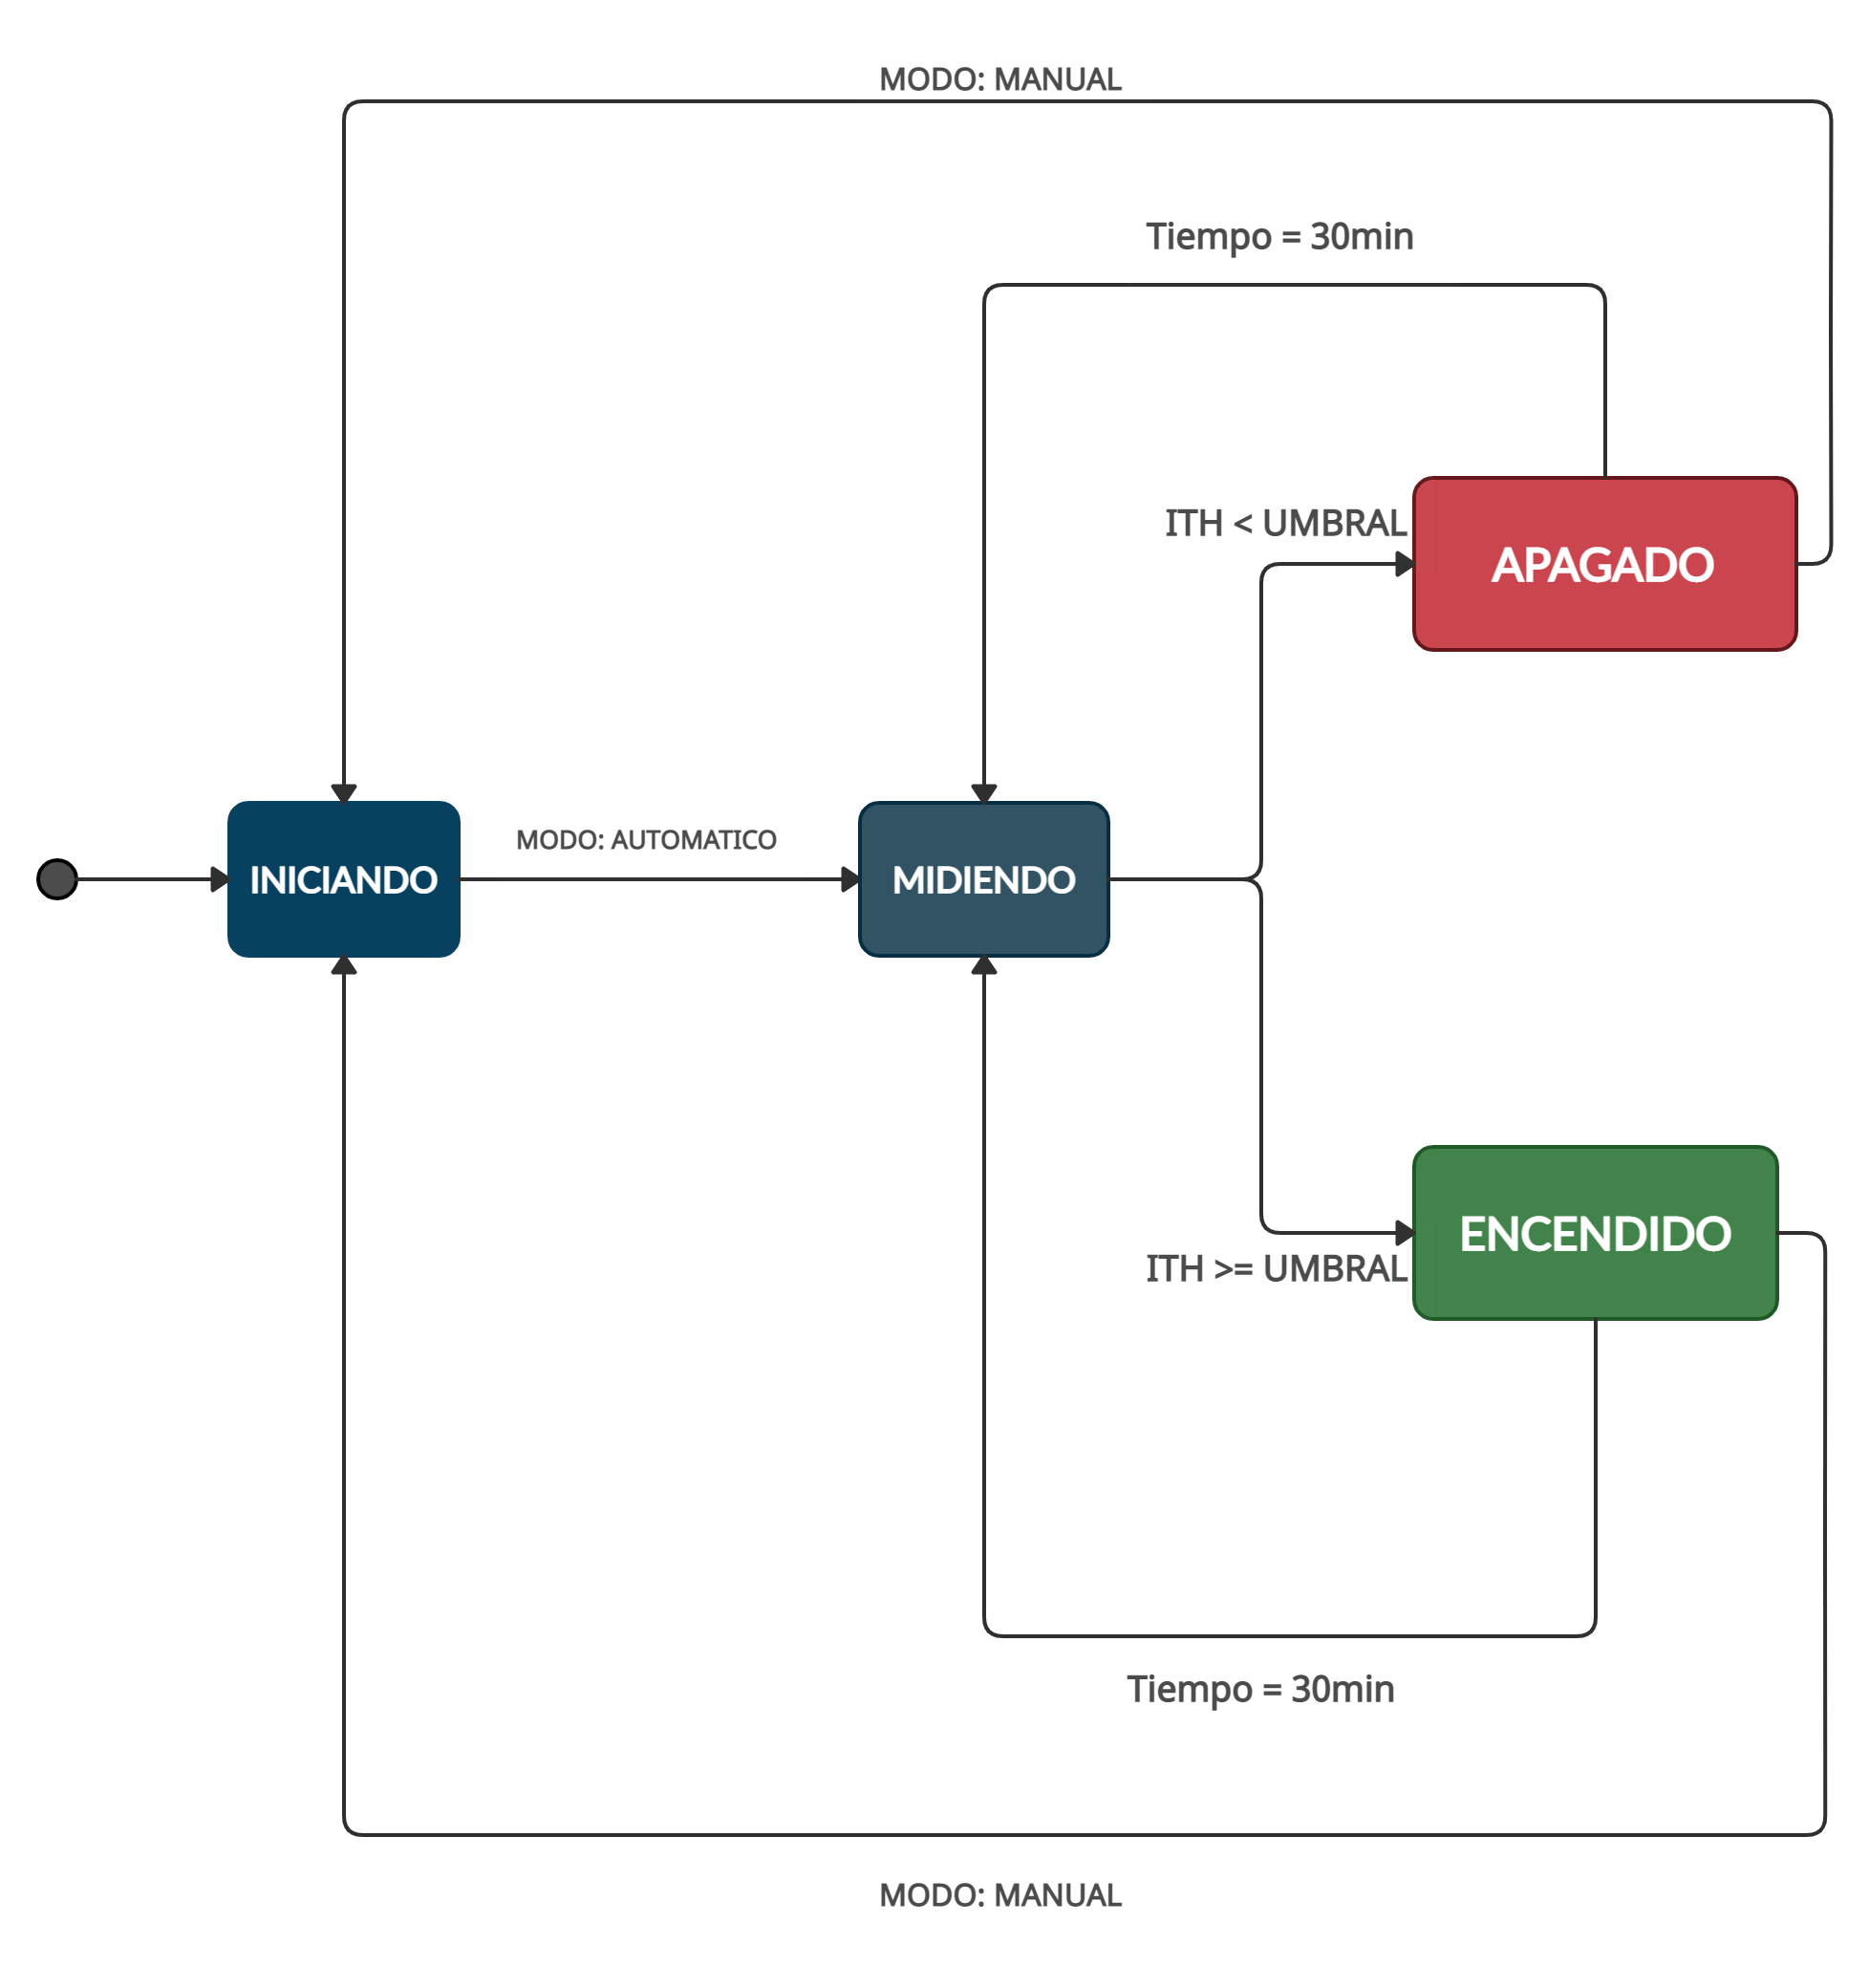 MODO: MANUAL
Tiempo = 30min
ITH < UMBRAL
APAGADO
MODO: AUTOMATICO
INICIANDO
MIDIENDO
ENCENDIDO
ITH >= UMBRAL
Tiempo = 30min
MODO: MANUAL